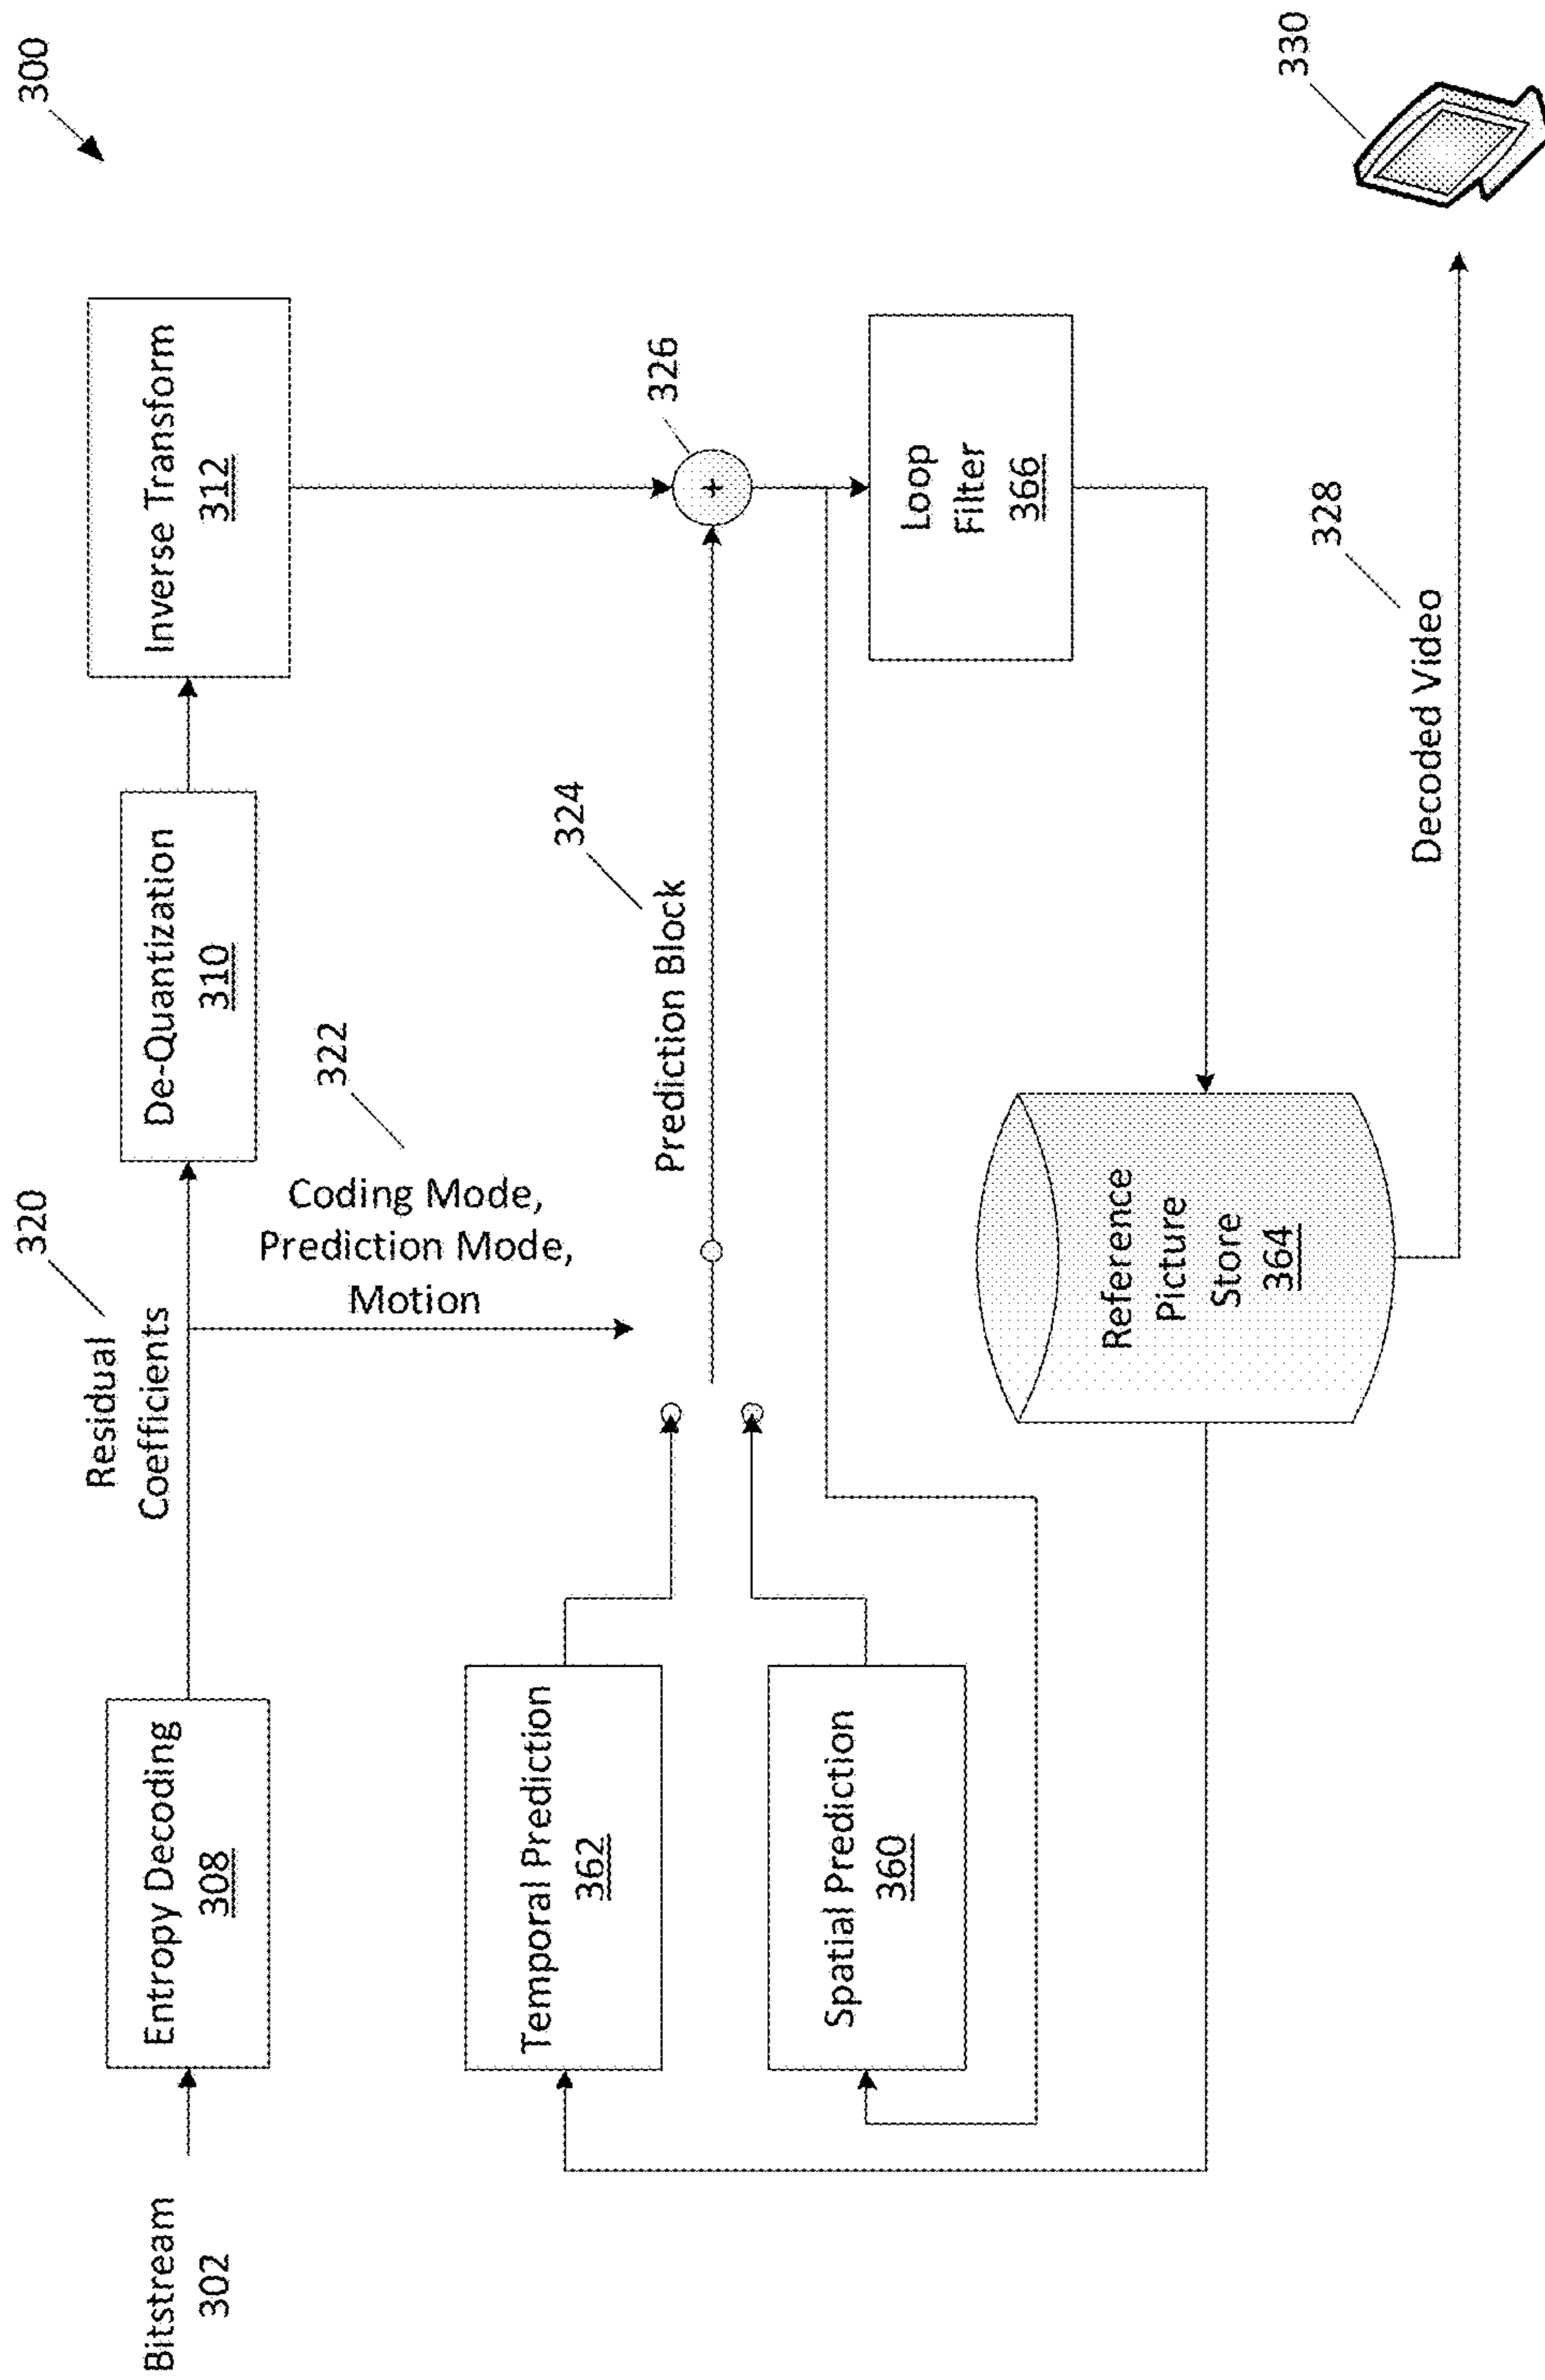 300
320
Residual
Coefficients
Bitstream
302
Entropy Decoding
308
De-Quantization
310
Inverse Transform
312
322
Coding Mode,
Prediction Mode,
Motion
324
Prediction Block
326
+
Temporal Prediction
362
Spatial Prediction
360
Loop
Filter
366
Reference
Picture
Store
364
328
Decoded Video
330